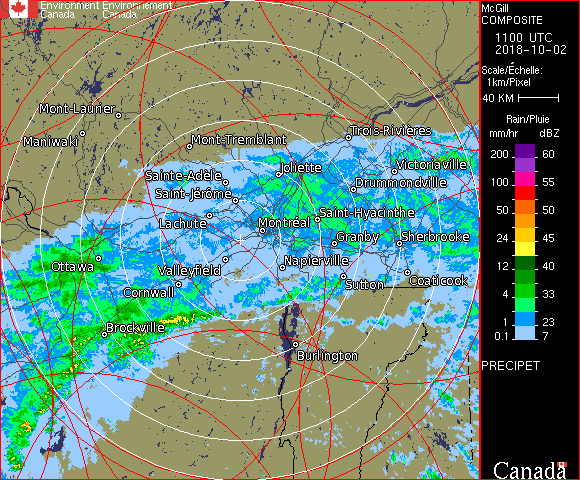 Environment Environnement
Canada Canada
McGill
COMPOSITE
1100 UTC
2018-10-02
Scale/Échelle:
1km/Pixel
40 KM
Rain/Pluie
mm/hr dBZ
200 60
100 55
50 50
24 45
12 40
4 33
1 23
0.1 7
PRECIPET
Mont-Laurier
Maniwaki
Mont-Tremblant
Trois-Rivières
Sainte-Adèle
Joliette
Victoriaville
Saint-Jérôme
Drummondville
Lachute
Montréal
Saint-Hyacinthe
Granby
Sherbrooke
Ottawa
Valleyfield
Napierville
Cornwall
Sutton
Coaticook
Brockville
Burlington
Canada